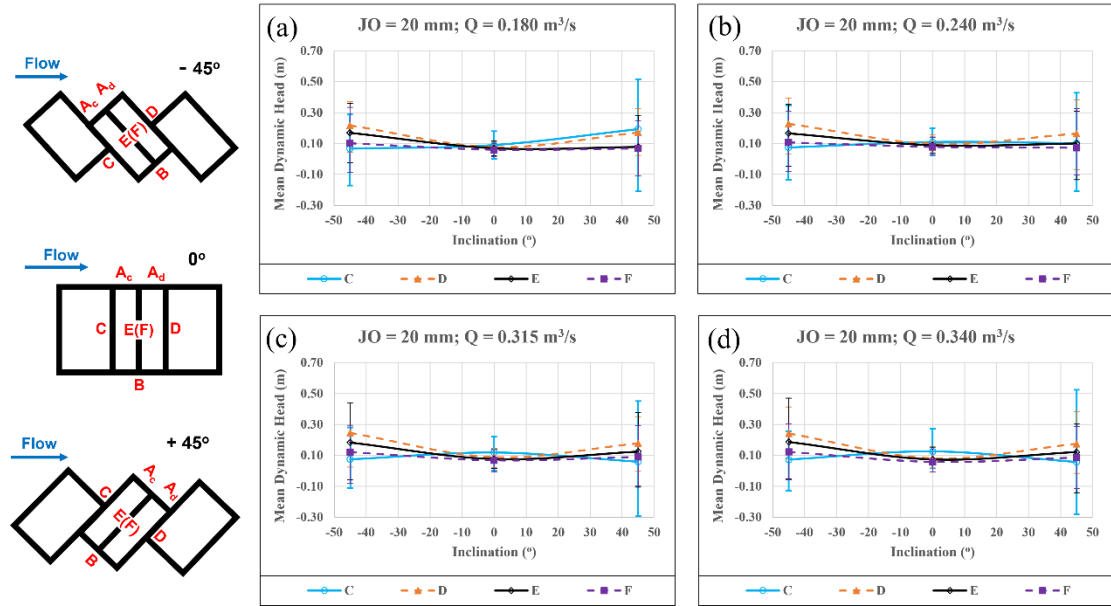 Flow
− 45°
A_c A_d
D
E(F)
C
B
Flow
0°
A_c A_d
C E(F) D
B
Flow
+ 45°
A_c
C A_d
E(F)
B D
(a) JO = 20 mm; Q = 0.180 m³/s
Mean Dynamic Head (m)
0.70
0.50
0.30
0.10
-0.10
-0.30
-50 -40 -30 -20 -10 0 10 20 30 40 50
Inclination (°)
C D E F
(b) JO = 20 mm; Q = 0.240 m³/s
Mean Dynamic Head (m)
0.70
0.50
0.30
0.10
-0.10
-0.30
-50 -40 -30 -20 -10 0 10 20 30 40 50
Inclination (°)
C D E F
(c) JO = 20 mm; Q = 0.315 m³/s
Mean Dynamic Head (m)
0.70
0.50
0.30
0.10
-0.10
-0.30
-50 -40 -30 -20 -10 0 10 20 30 40 50
Inclination (°)
C D E F
(d) JO = 20 mm; Q = 0.340 m³/s
Mean Dynamic Head (m)
0.70
0.50
0.30
0.10
-0.10
-0.30
-50 -40 -30 -20 -10 0 10 20 30 40 50
Inclination (°)
C D E F